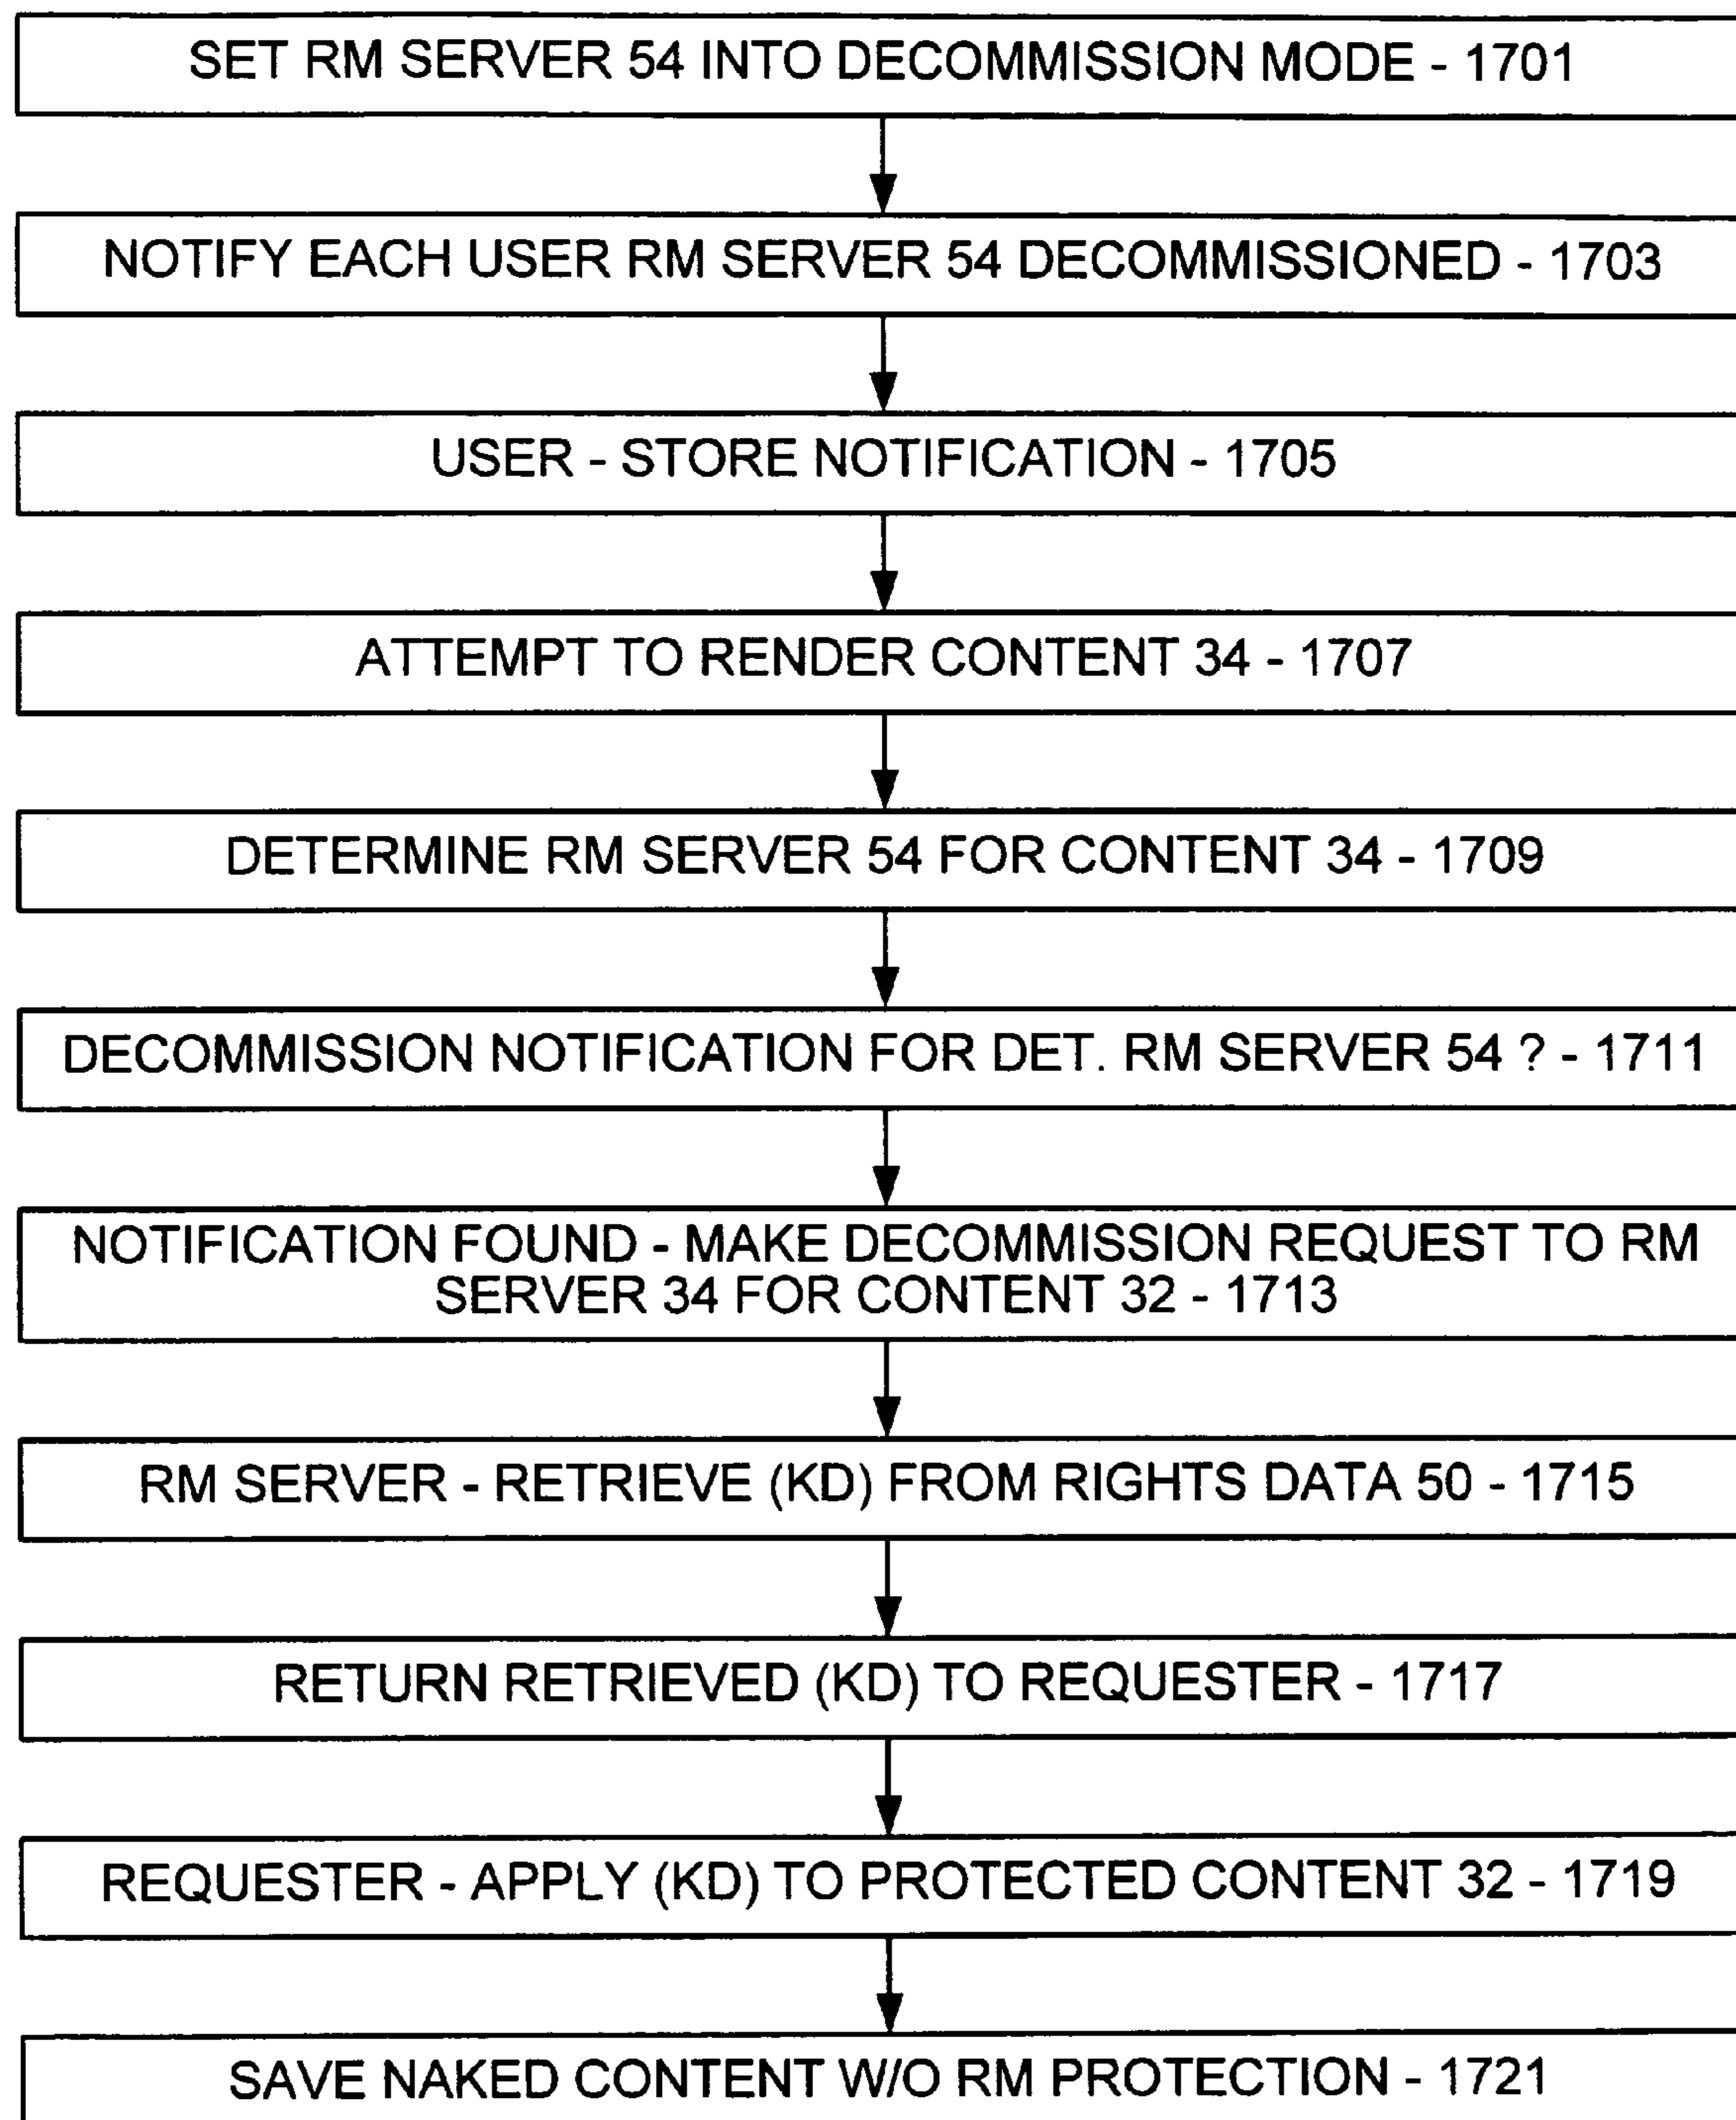 SET RM SERVER 54 INTO DECOMMISSION MODE - 1701
NOTIFY EACH USER RM SERVER 54 DECOMMISSIONED - 1703
USER - STORE NOTIFICATION - 1705
ATTEMPT TO RENDER CONTENT 34 - 1707
DETERMINE RM SERVER 54 FOR CONTENT 34 - 1709
DECOMMISSION NOTIFICATION FOR DET. RM SERVER 54 ? - 1711
NOTIFICATION FOUND - MAKE DECOMMISSION REQUEST TO RM
SERVER 34 FOR CONTENT 32 - 1713
RM SERVER - RETRIEVE (KD) FROM RIGHTS DATA 50 - 1715
RETURN RETRIEVED (KD) TO REQUESTER - 1717
REQUESTER - APPLY (KD) TO PROTECTED CONTENT 32 - 1719
SAVE NAKED CONTENT W/O RM PROTECTION - 1721